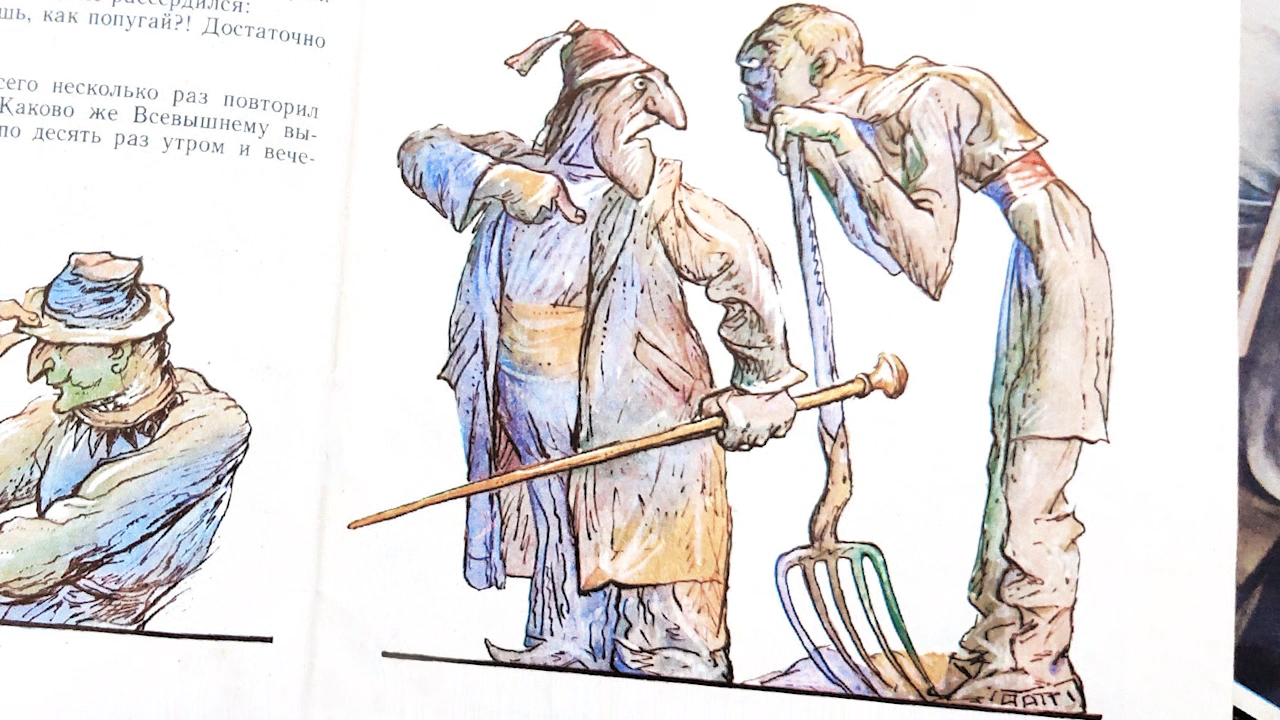 рассердился:
шь, как попугай?! Достаточно
сего несколько раз повторил
Каково же Всевышнему вы-
по десять раз утром и вече-